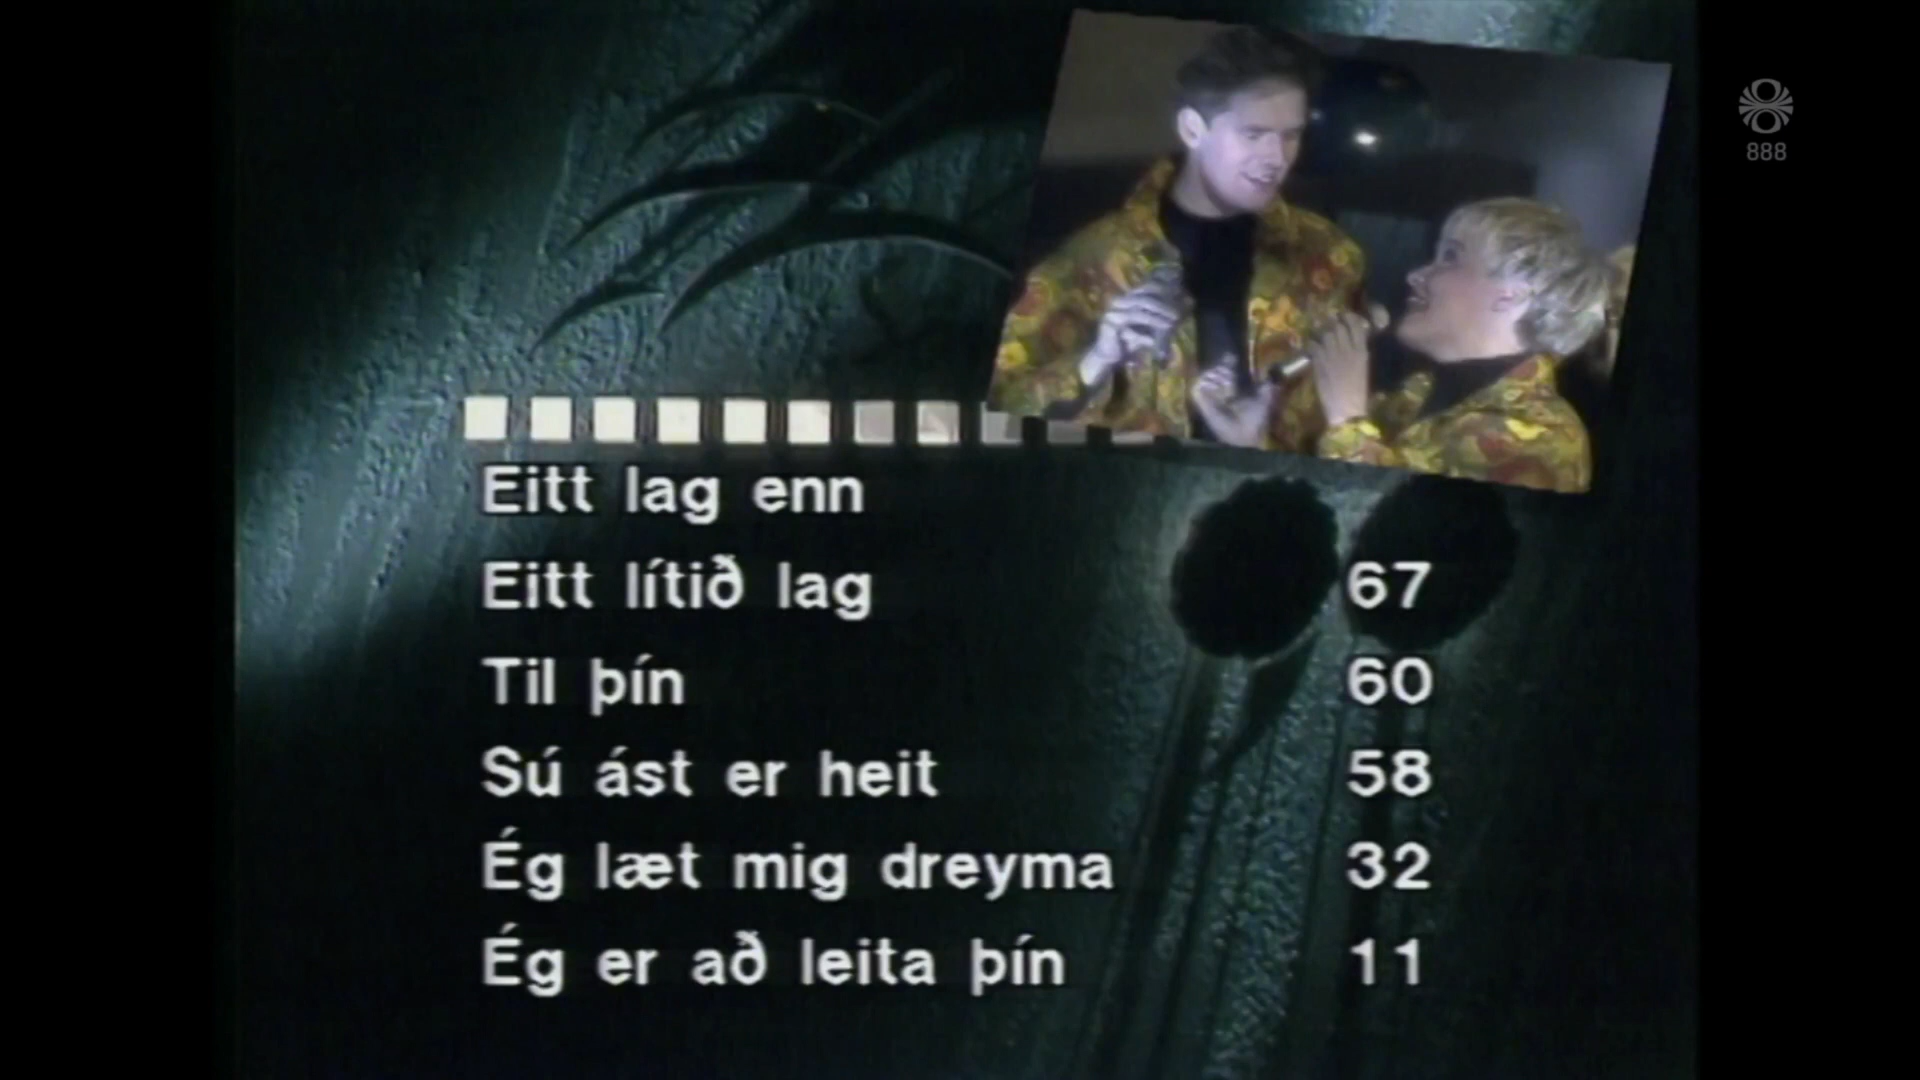 888
Eitt lag enn
Eitt lítið lag 67
Til þín 60
Sú ást er heit 58
Ég læt mig dreyma 32
Ég er að leita þín 11